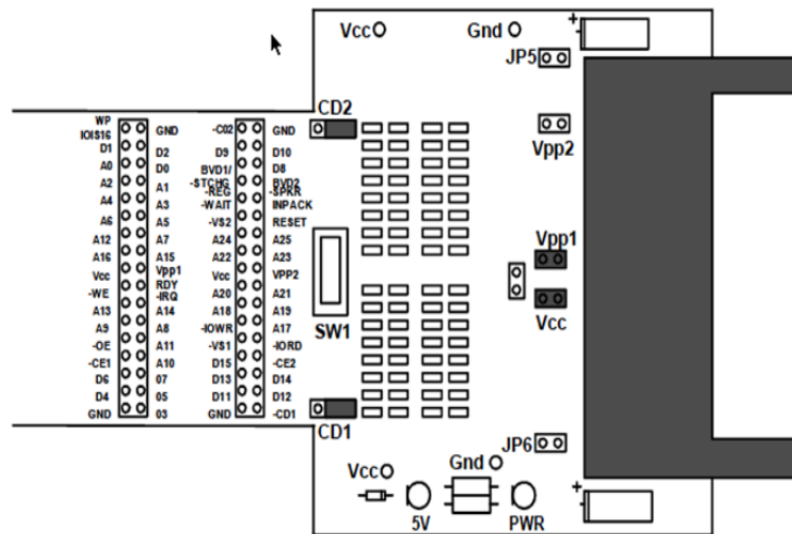 Vcc
Gnd
+
JP5
CD2
Vpp2
WP
IOIS16
GND
-C02
GND
D1
D2
D9
D10
A0
D0
BVD1/
D8
A2
A1
-STCHG
BVD2
-REG
-SPKR
A4
A3
-WAIT
INPACK
A6
A5
-VS2
RESET
A12
A7
A24
A25
Vpp1
A16
A15
A22
A23
Vcc
Vpp1
Vcc
VPP2
RDY
-WE
-IRQ
A20
A21
A13
A14
A18
A19
Vcc
A9
A8
-IOWR
A17
SW1
-OE
A11
-VS1
-IORD
-CE1
A10
D15
-CE2
D6
07
D13
D14
D4
05
D11
D12
GND
03
GND
-CD1
CD1
JP6
Vcc
Gnd
+
5V
PWR